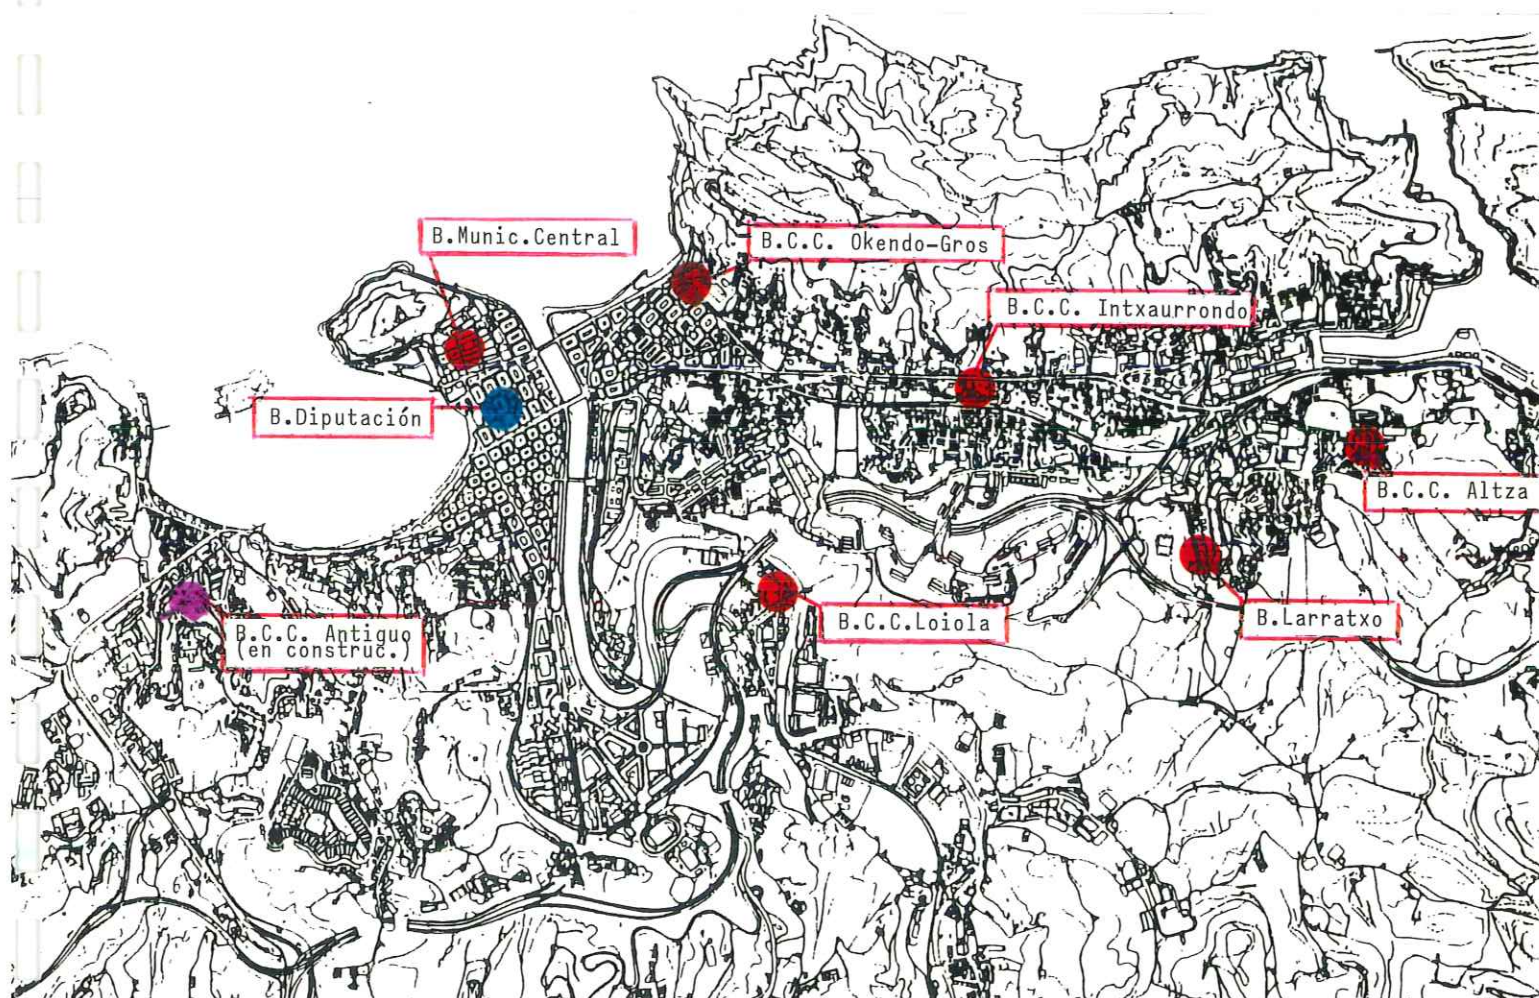 B.Munic.Central
B.C.C. Okendo-Gros
B.C.C. Intxaurrondo
B.Diputación
B.C.C. Altza
B.C.C. Antiguo
(en construc.)
B.C.C.Loiola
B.Larratxo